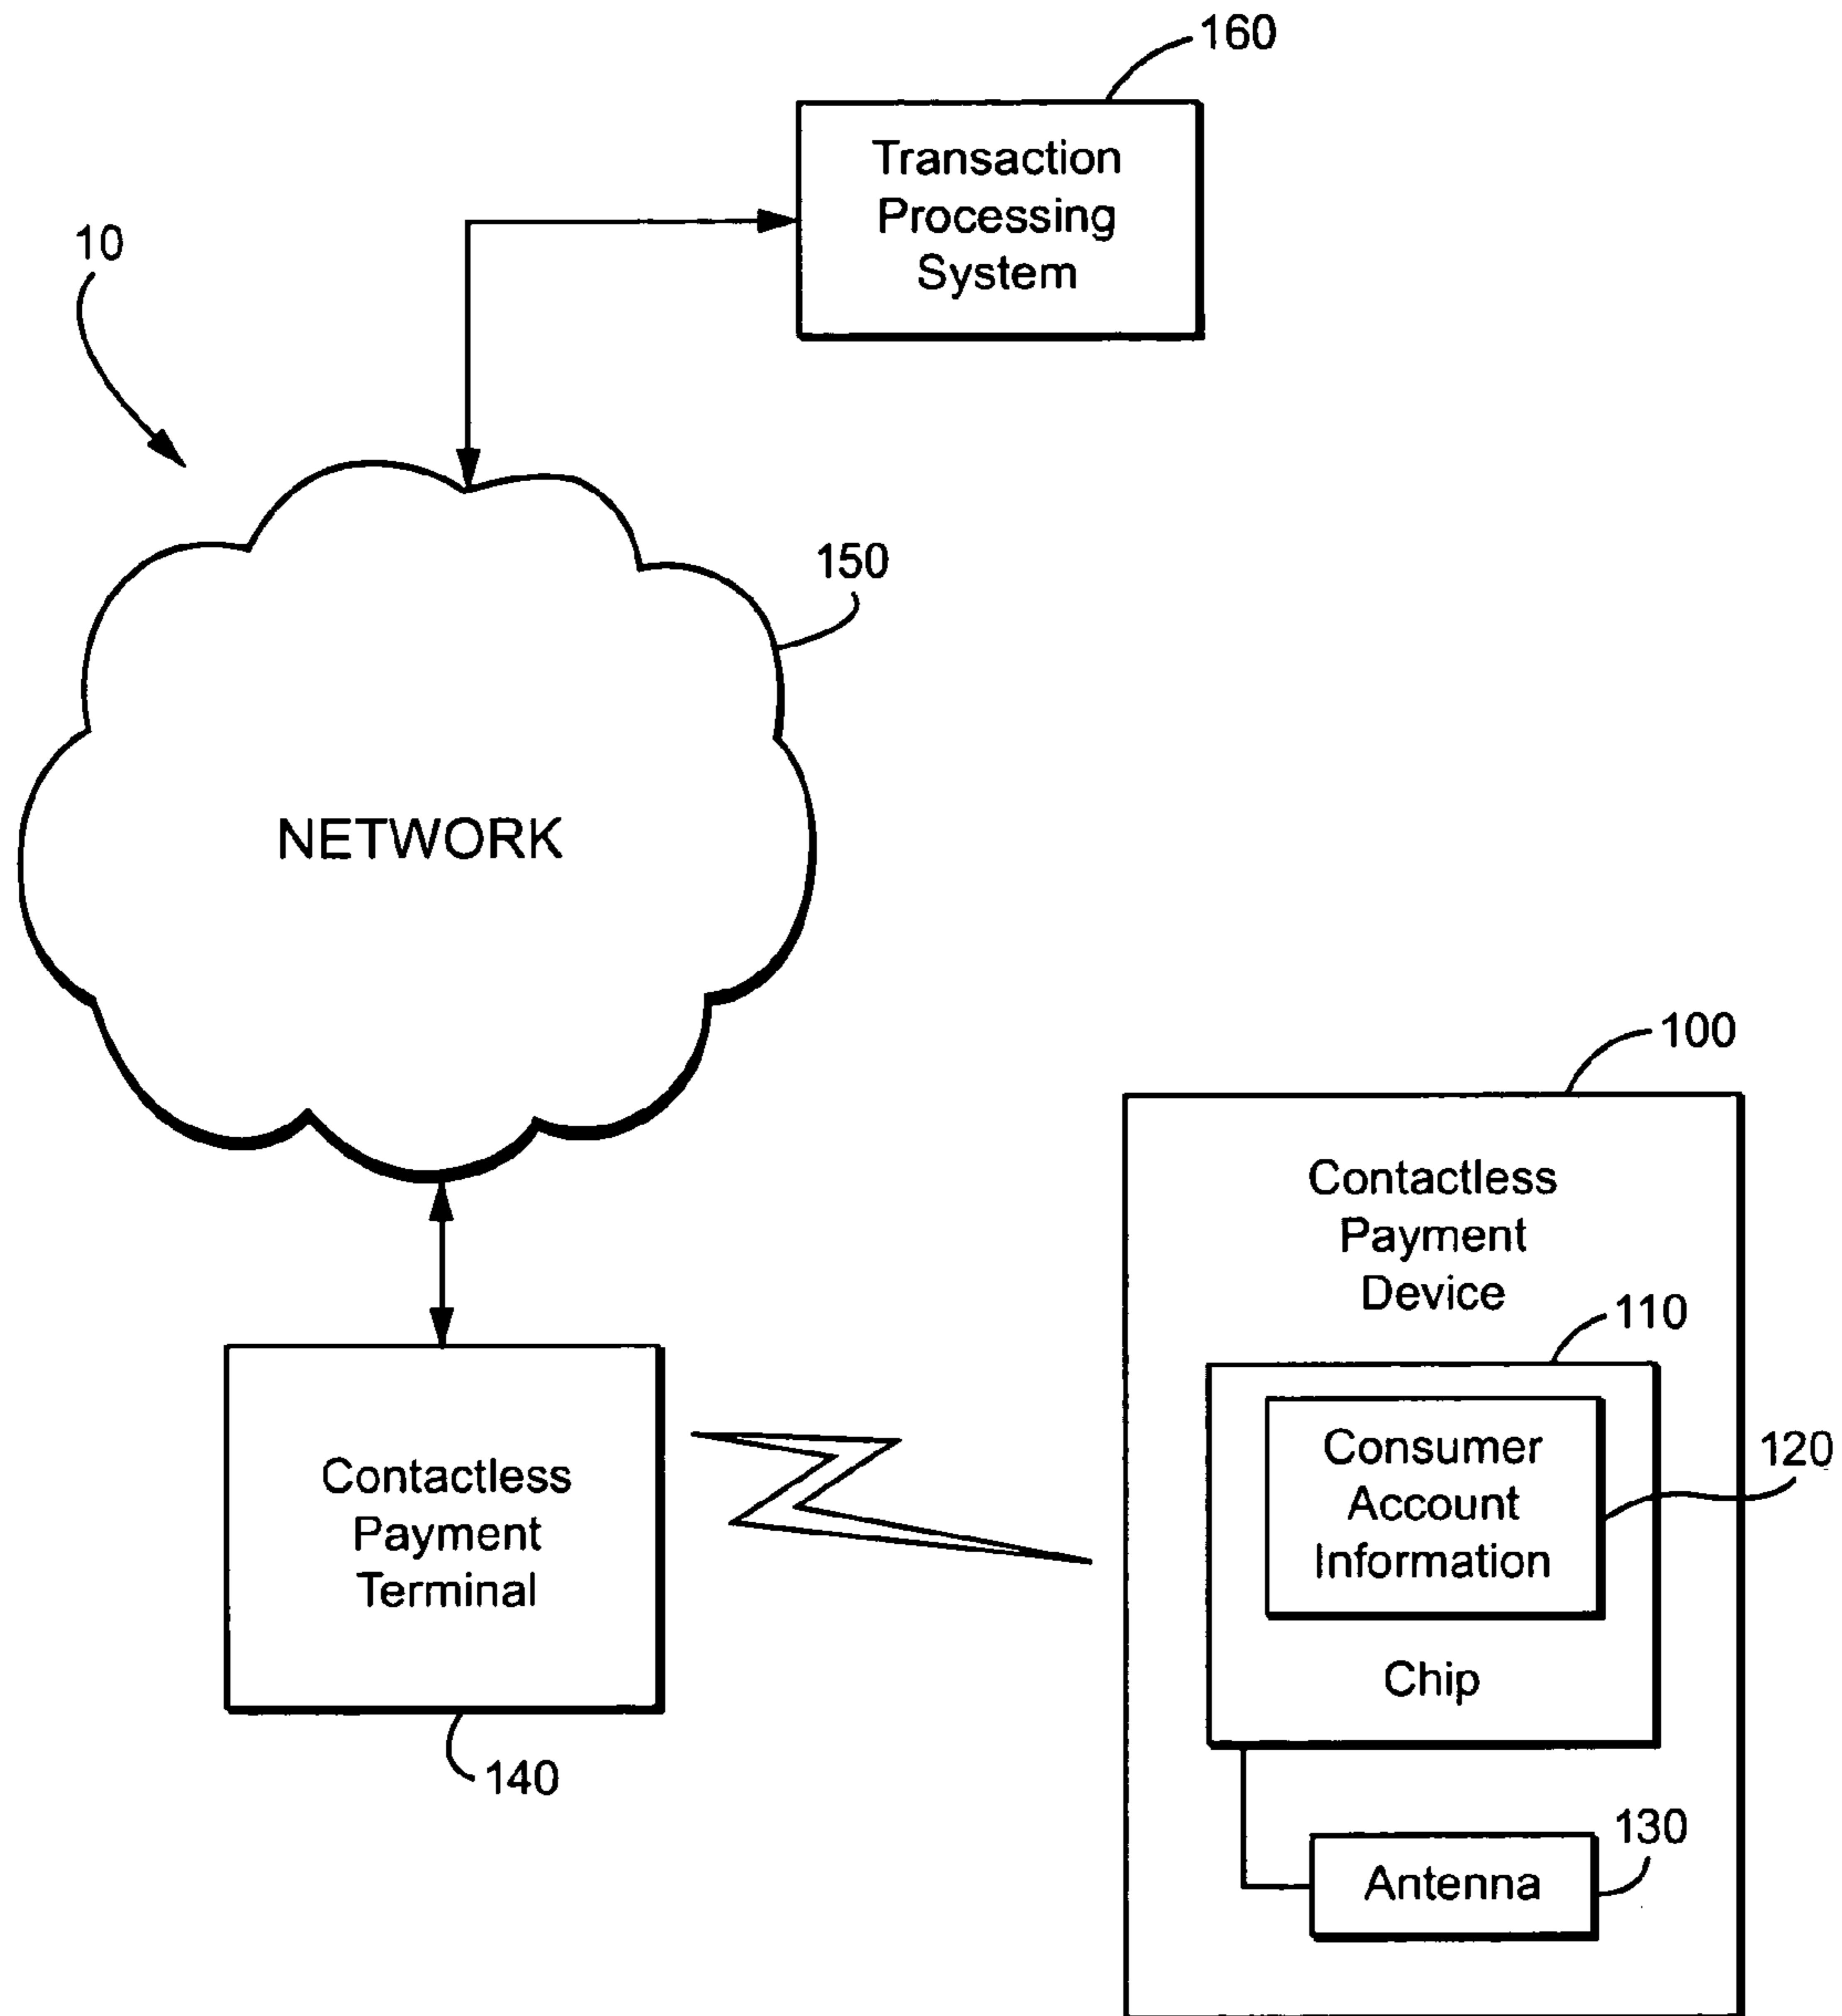 160
Transaction
Processing
System
10
150
NETWORK
100
Contactless
Payment
Device
110
Consumer
Account
Information
120
Chip
Contactless
Payment
Terminal
140
130
Antenna